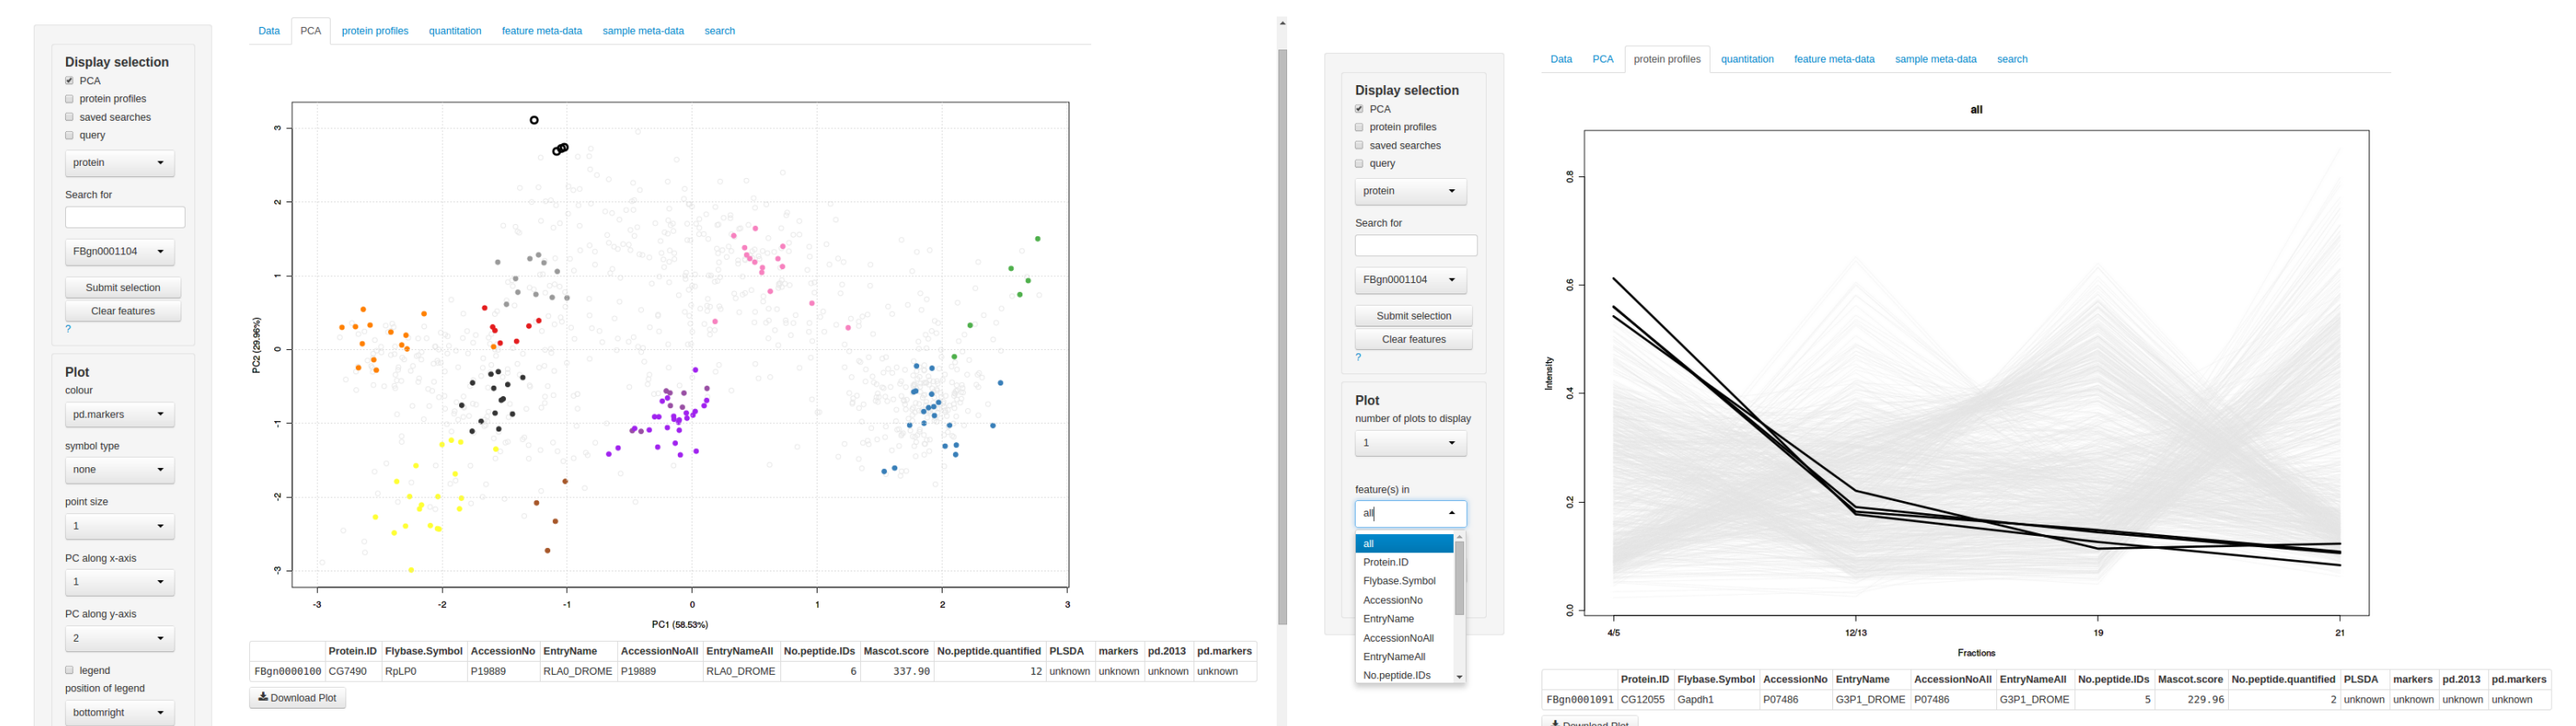 Data PCA protein profiles quantitation feature meta-data sample meta-data search
Display selection
PCA
protein profiles
saved searches
query
protein
Search for
FBgn0001104
Submit selection
Clear features
?
Plot
colour
pd.markers
symbol type
none
point size
1
PC along x-axis
1
PC along y-axis
2
legend
position of legend
bottomright
PC2 (29.96%)
3
2
1
0
-1
-2
-3
-3 -2 -1 0 1 2 3
PC1 (58.53%)
Protein.ID Flybase.Symbol AccessionNo EntryName AccessionNoAll EntryNameAll No.peptide.IDs Mascot.score No.peptide.quantified PLSDA markers pd.2013 pd.markers
FBgn0000100 CG7490 RpLP0 P19889 RLA0_DROME P19889 RLA0_DROME 6 337.90 12 unknown unknown unknown unknown
Download Plot
Data PCA protein profiles quantitation feature meta-data sample meta-data search
Display selection
PCA
protein profiles
saved searches
query
protein
Search for
FBgn0001104
Submit selection
Clear features
?
Plot
number of plots to display
1
feature(s) in
all
all
Protein.ID
Flybase.Symbol
AccessionNo
EntryName
AccessionNoAll
EntryNameAll
No.peptide.IDs
all
Intensity
0.8
0.6
0.4
0.2
0.0
4/5 12/13 19 21
Fractions
Protein.ID Flybase.Symbol AccessionNo EntryName AccessionNoAll EntryNameAll No.peptide.IDs Mascot.score No.peptide.quantified PLSDA markers pd.2013 pd.markers
FBgn0001091 CG12055 Gapdh1 P07486 G3P1_DROME P07486 G3P1_DROME 5 229.96 2 unknown unknown unknown unknown
Download Plot